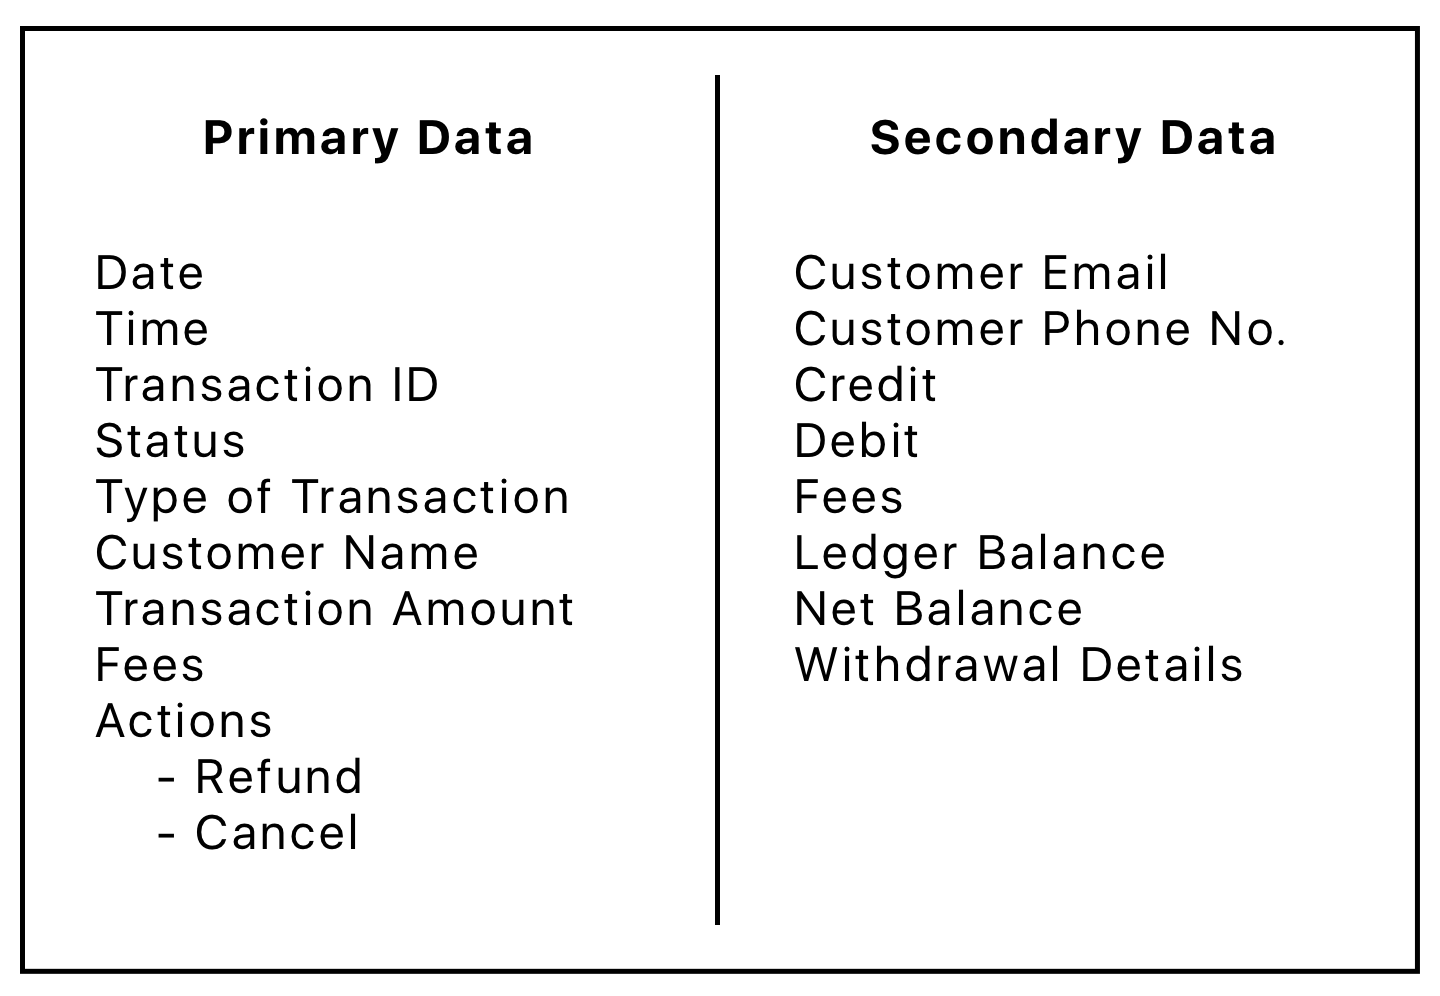 Primary Data
Date
Time
Transaction ID
Status
Type of Transaction
Customer Name
Transaction Amount
Fees
Actions
- Refund
- Cancel
Secondary Data
Customer Email
Customer Phone No.
Credit
Debit
Fees
Ledger Balance
Net Balance
Withdrawal Details